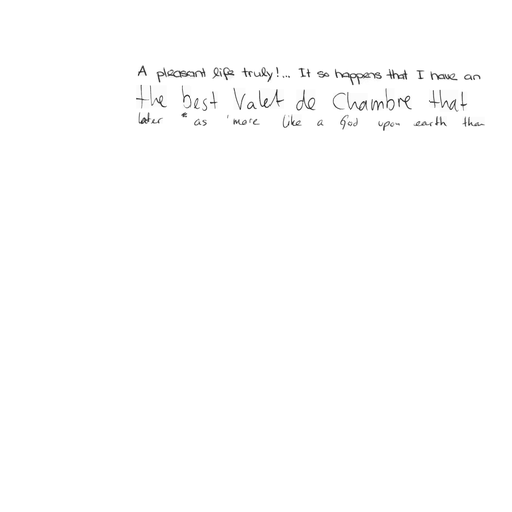 A pleasant life truly!... It so happens that I have an
the best Valet de Chambre that
later " as 'more like a God upon earth than